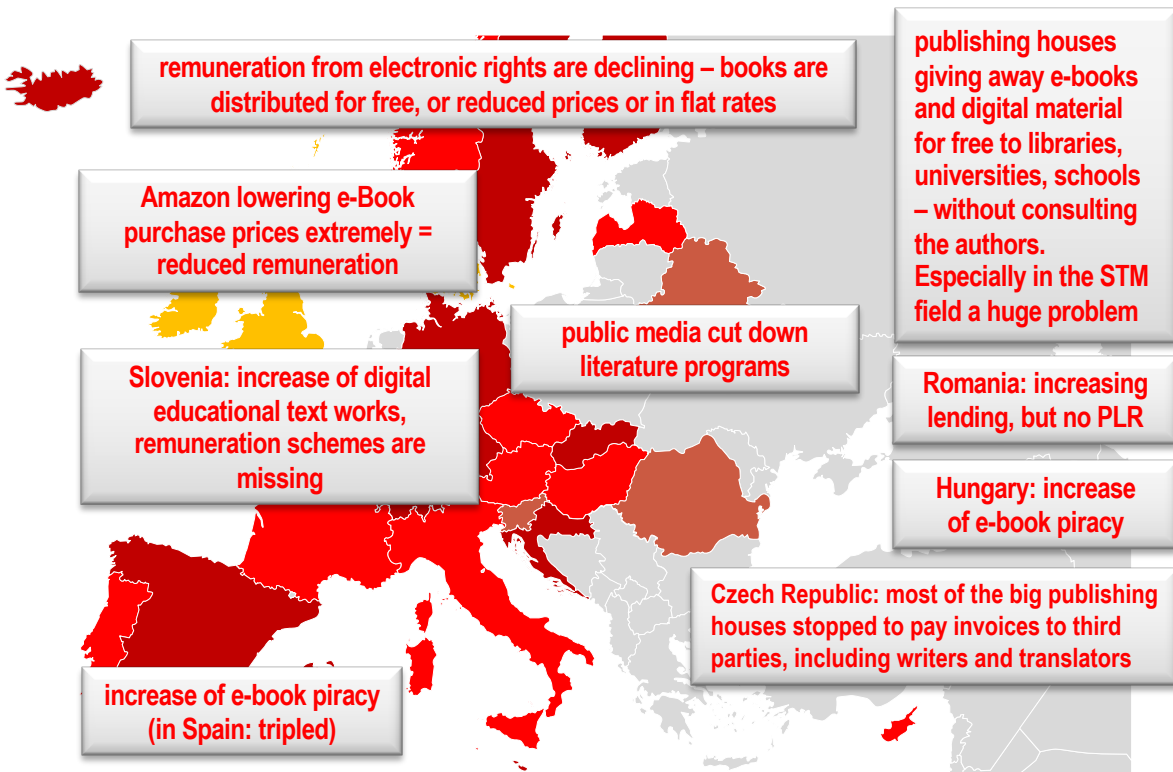 remuneration from electronic rights are declining – books are
distributed for free, or reduced prices or in flat rates
publishing houses
giving away e-books
and digital material
for free to libraries,
universities, schools
– without consulting
the authors.
Especially in the STM
field a huge problem
Amazon lowering e-Book
purchase prices extremely =
reduced remuneration
public media cut down
literature programs
Slovenia: increase of digital
educational text works,
remuneration schemes are
missing
Romania: increasing
lending, but no PLR
Hungary: increase
of e-book piracy
Czech Republic: most of the big publishing
houses stopped to pay invoices to third
parties, including writers and translators
increase of e-book piracy
(in Spain: tripled)